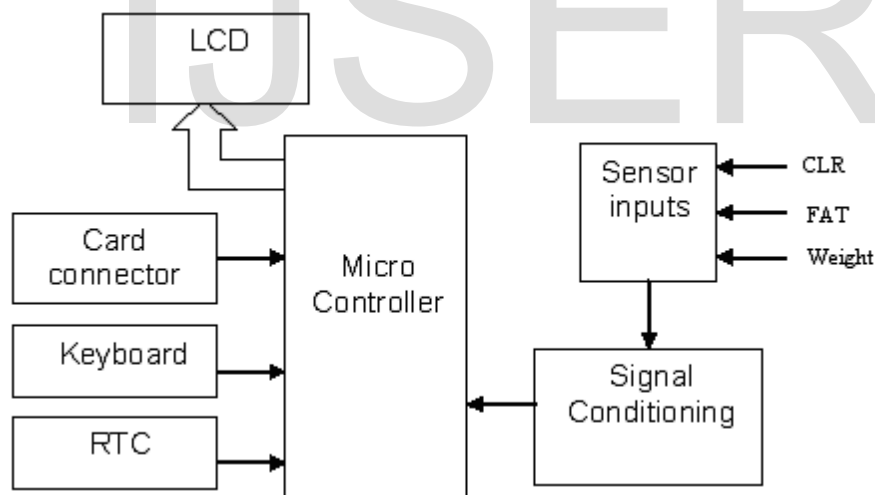 IJSER
LCD
Sensor
inputs
CLR
FAT
Weight
Card
connector
Micro
Controller
Keyboard
Signal
Conditioning
RTC